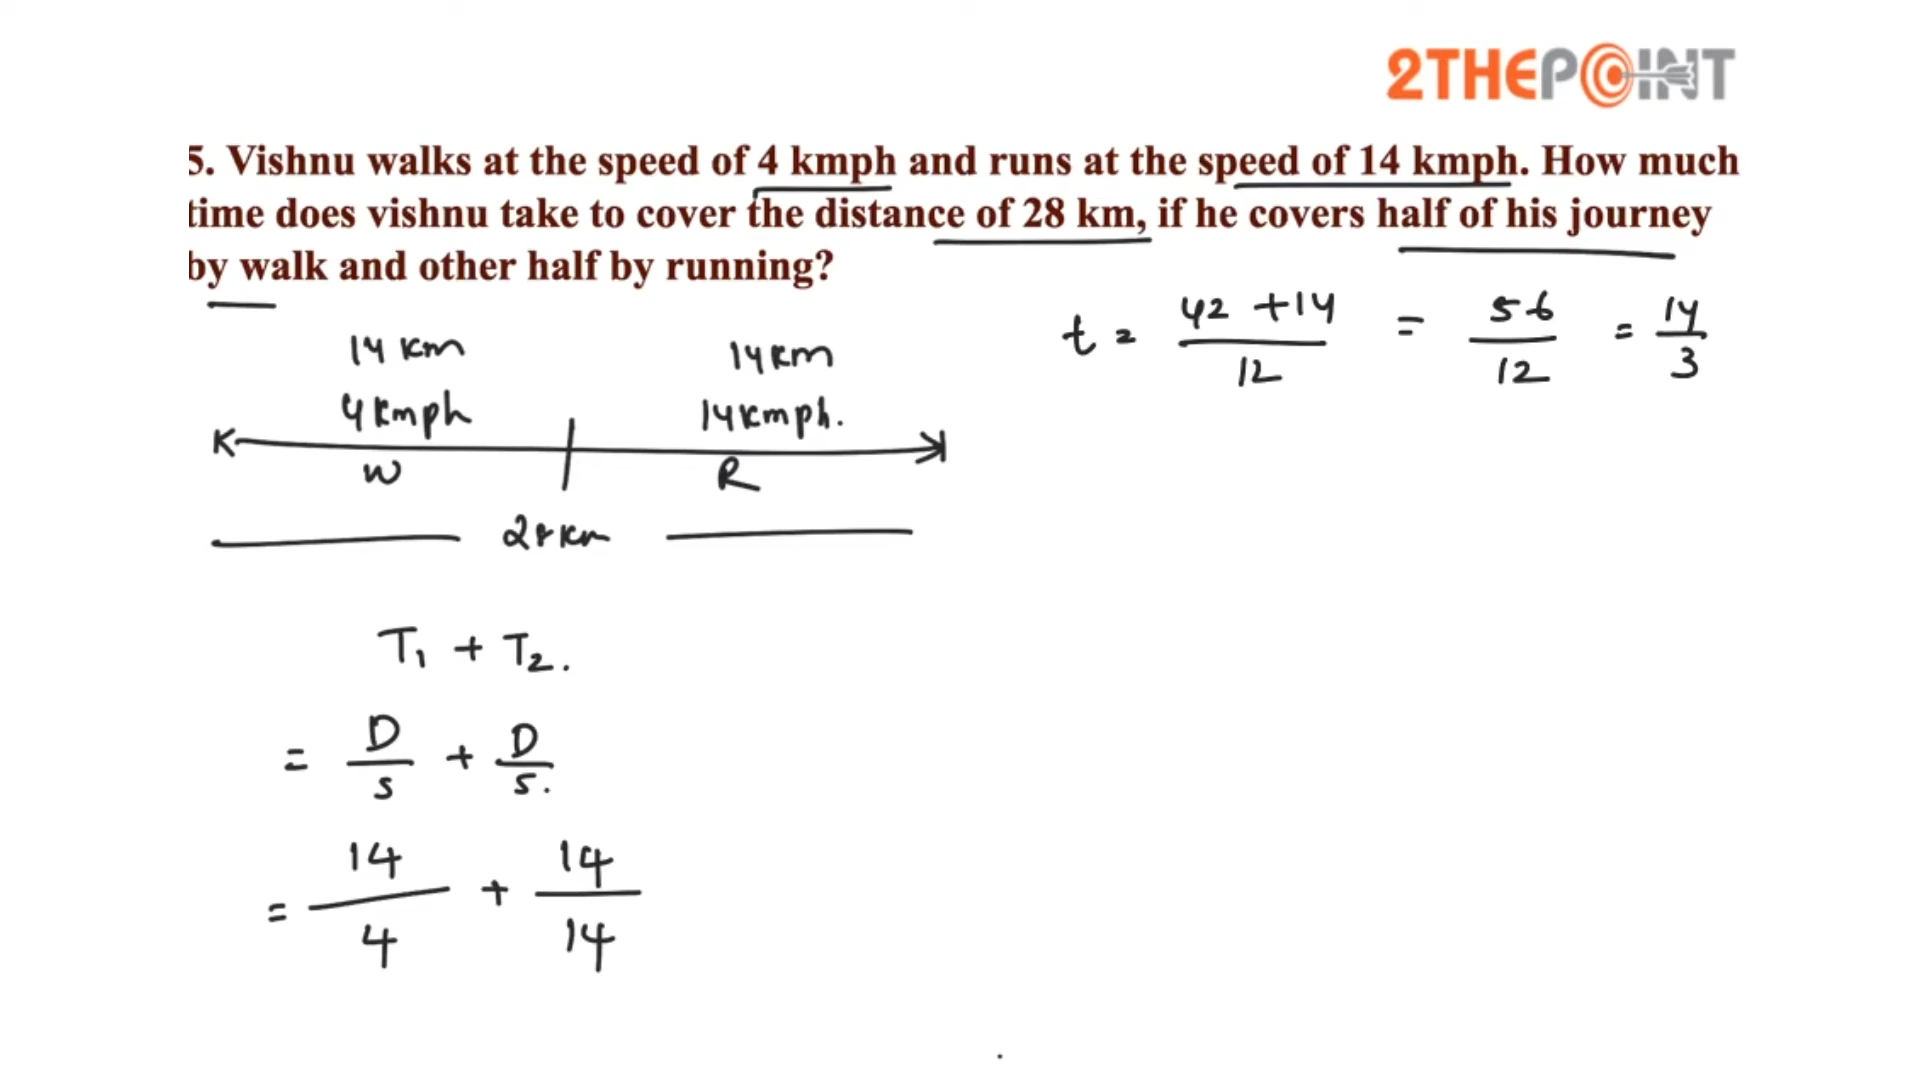 2THEPOINT
5. Vishnu walks at the speed of 4 kmph and runs at the speed of 14 kmph. How much
time does vishnu take to cover the distance of 28 km, if he covers half of his journey
by walk and other half by running?
t = 42 + 14 / 12 = 56 / 12 = 14 / 3
14 km 14 km
4 kmph 14 kmph.
W R
28 km
T1 + T2.
= D/S + D/S.
= 14/4 + 14/14